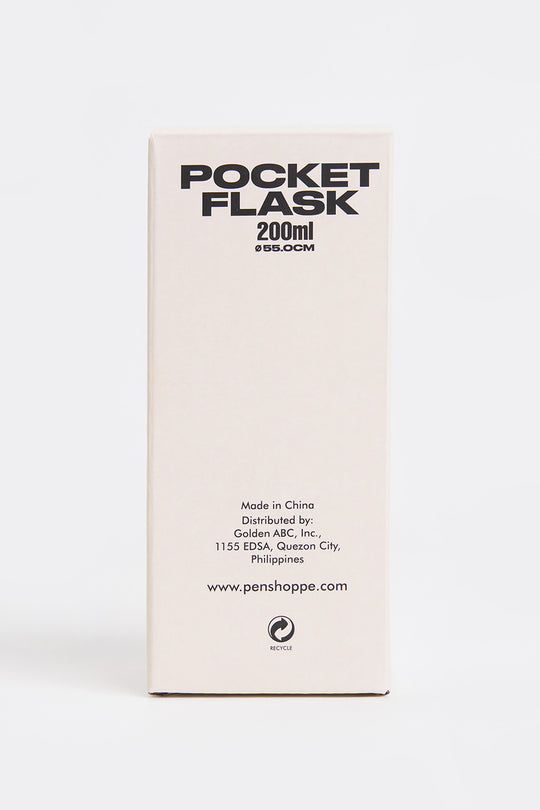 POCKET
FLASK
200ml
ø55.0CM
Made in China
Distributed by:
Golden ABC, Inc.,
1155 EDSA, Quezon City,
Philippines
www.penshoppe.com
RECYCLE